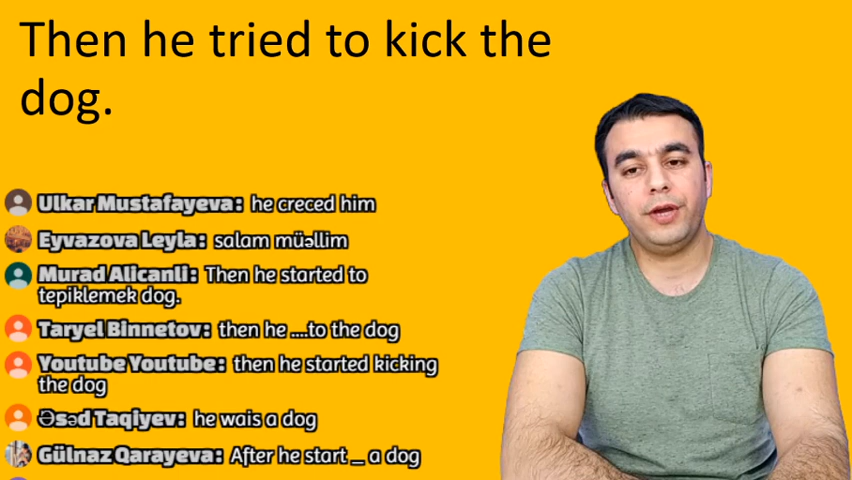 Then he tried to kick the
dog.
Ulkar Mustafayeva: he creced him
Eyvazova Leyla: salam müəllim
Murad Alicanli: Then he started to
tepiklemek dog.
Taryel Binnetov: then he ....to the dog
Youtube Youtube: then he started kicking
the dog
Əsəd Taqiyev: he wais a dog
Gülnaz Qarayeva: After he start _ a dog